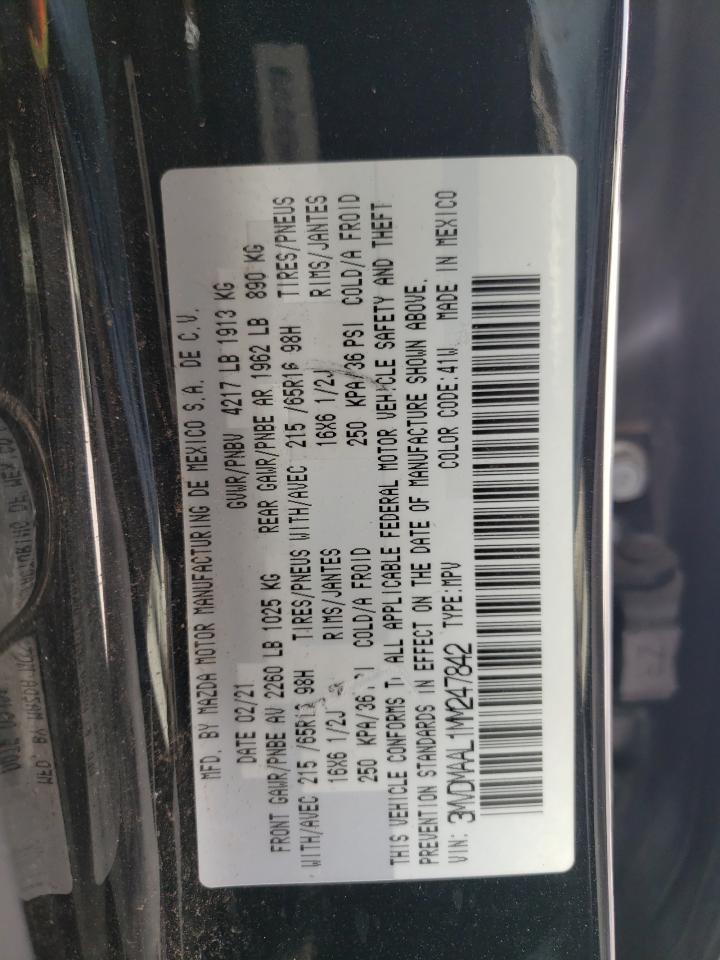 MFD. BY MAZDA MOTOR MANUFACTURING DE MEXICO S.A. DE C.V.
DATE 02/21 GVWR/PNBV 4217 LB 1913 KG
FRONT GAWR/PNBE AV 2260 LB 1025 KG REAR GAWR/PNBE AR 1962 LB 890 KG
WITH/AVEC 215 /65R16 98H TIRES/PNEUS WITH/AVEC 215 /65R16 98H TIRES/PNEUS
16X6 1/2J RIMS/JANTES 16X6 1/2J RIMS/JANTES
250 KPA/36 PSI COLD/A FROID 250 KPA/36 PSI COLD/A FROID
THIS VEHICLE CONFORMS TO ALL APPLICABLE FEDERAL MOTOR VEHICLE SAFETY AND THEFT
PREVENTION STANDARDS IN EFFECT ON THE DATE OF MANUFACTURE SHOWN ABOVE.
VIN: 3MVDMAAL1MM247842 TYPE:MPV COLOR CODE:41W MADE IN MEXICO